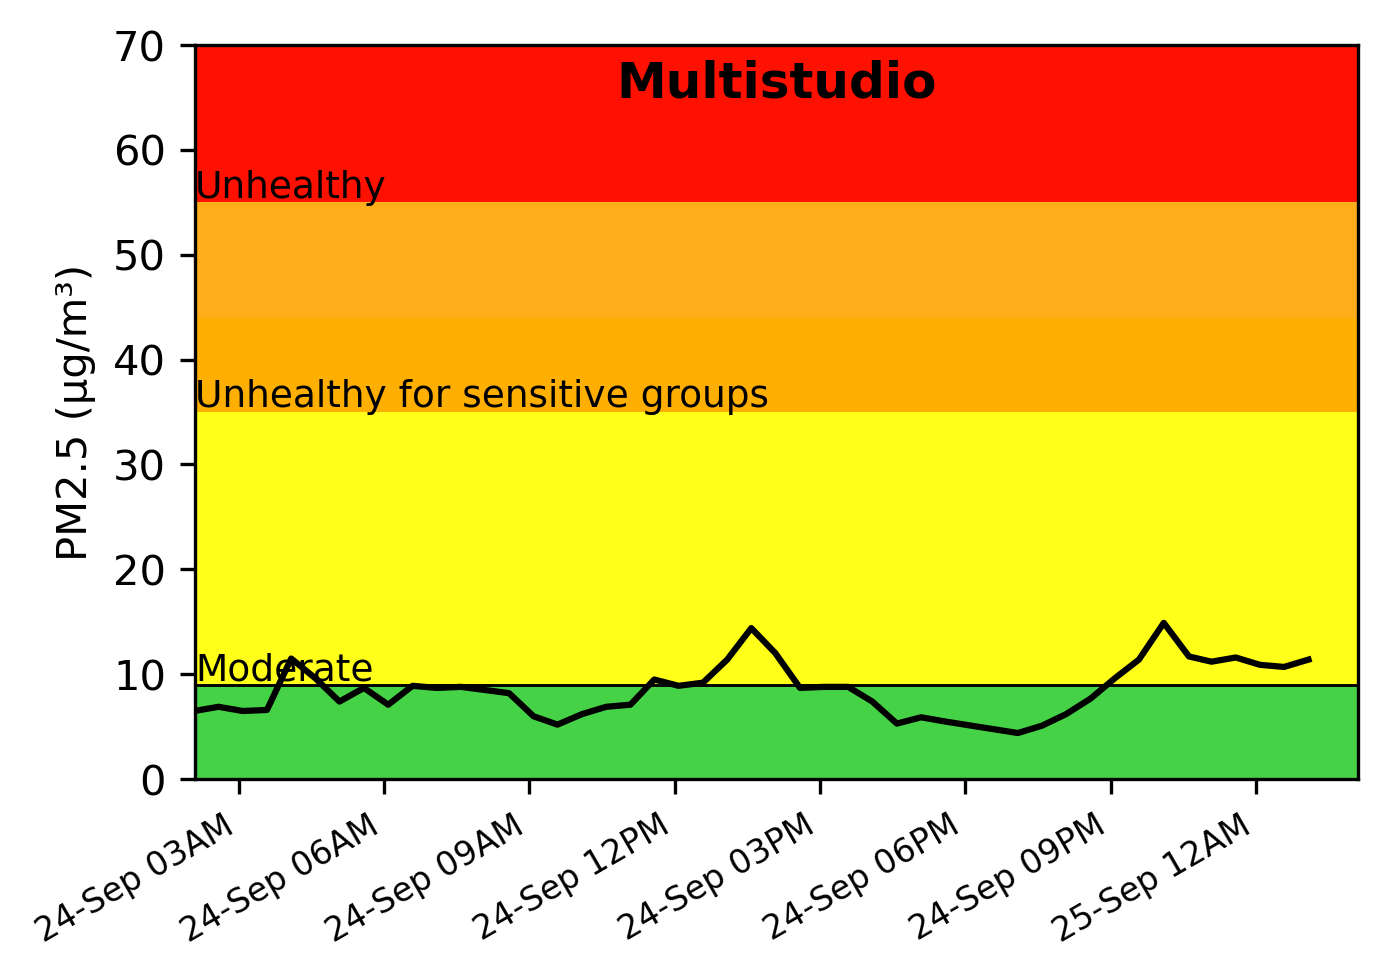 Multistudio
PM2.5 (µg/m³)
70
60
50
40
30
20
10
0
Unhealthy
Unhealthy for sensitive groups
Moderate
24-Sep 03AM
24-Sep 06AM
24-Sep 09AM
24-Sep 12PM
24-Sep 03PM
24-Sep 06PM
24-Sep 09PM
25-Sep 12AM